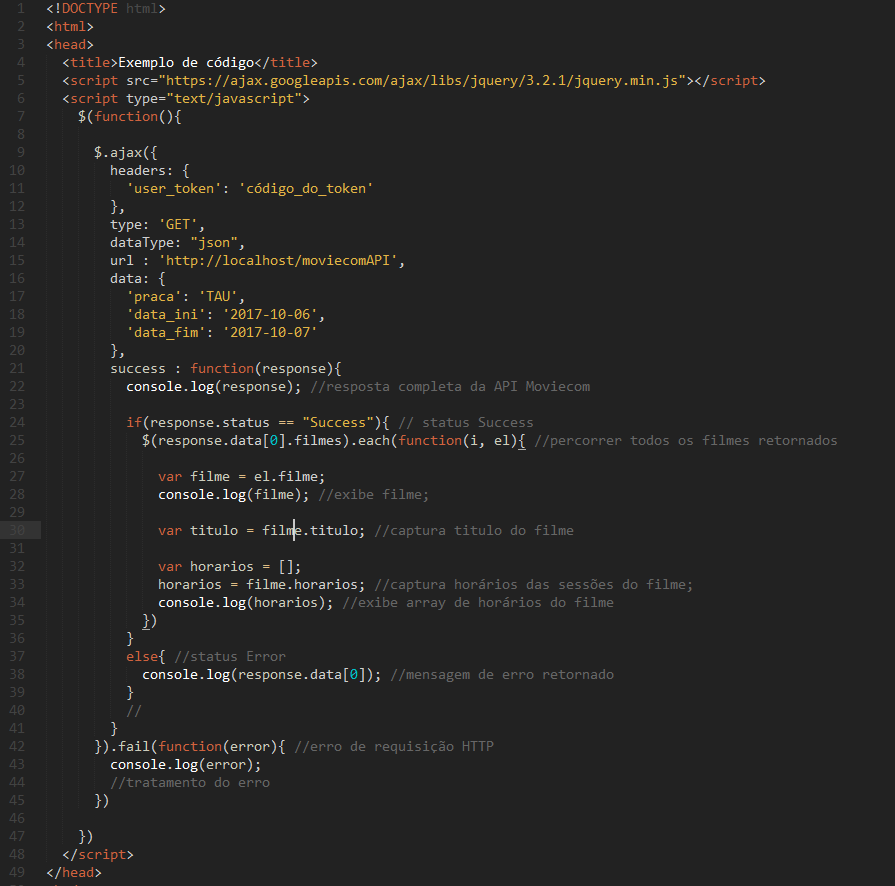 1 <!DOCTYPE html>
2 <html>
3 <head>
4 <title>Exemplo de código</title>
5 <script src="https://ajax.googleapis.com/ajax/libs/jquery/3.2.1/jquery.min.js"></script>
6 <script type="text/javascript">
7 $(function(){
8
9 $.ajax({
10 headers: {
11 'user_token': 'código_do_token'
12 },
13 type: 'GET',
14 dataType: "json",
15 url : 'http://localhost/moviecomAPI',
16 data: {
17 'praca': 'TAU',
18 'data_ini': '2017-10-06',
19 'data_fim': '2017-10-07'
20 },
21 success : function(response){
22 console.log(response); //resposta completa da API Moviecom
23
24 if(response.status == "Success"){ // status Success
25 $(response.data[0].filmes).each(function(i, el){ //percorrer todos os filmes retornados
26
27 var filme = el.filme;
28 console.log(filme); //exibe filme;
29
30 var titulo = filme.titulo; //captura titulo do filme
31
32 var horarios = [];
33 horarios = filme.horarios; //captura horários das sessões do filme;
34 console.log(horarios); //exibe array de horários do filme
35 })
36 }
37 else{ //status Error
38 console.log(response.data[0]); //mensagem de erro retornado
39 }
40 //
41 }
42 }).fail(function(error){ //erro de requisição HTTP
43 console.log(error);
44 //tratamento do erro
45 })
46
47 })
48 </script>
49 </head>